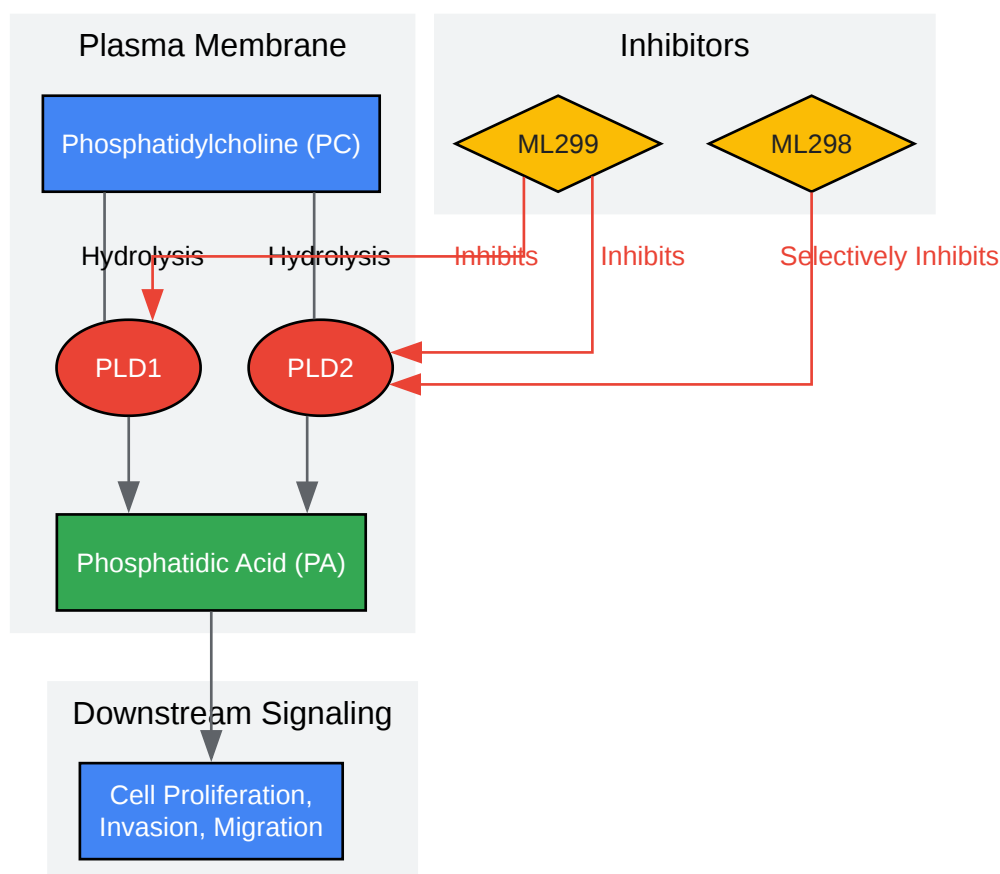 Plasma Membrane
Inhibitors
Phosphatidylcholine (PC)
ML299
ML298
Hydrolysis
Hydrolysis
Inhibits
Inhibits
Selectively Inhibits
PLD1
PLD2
Phosphatidic Acid (PA)
Downstream Signaling
Cell Proliferation,
Invasion, Migration